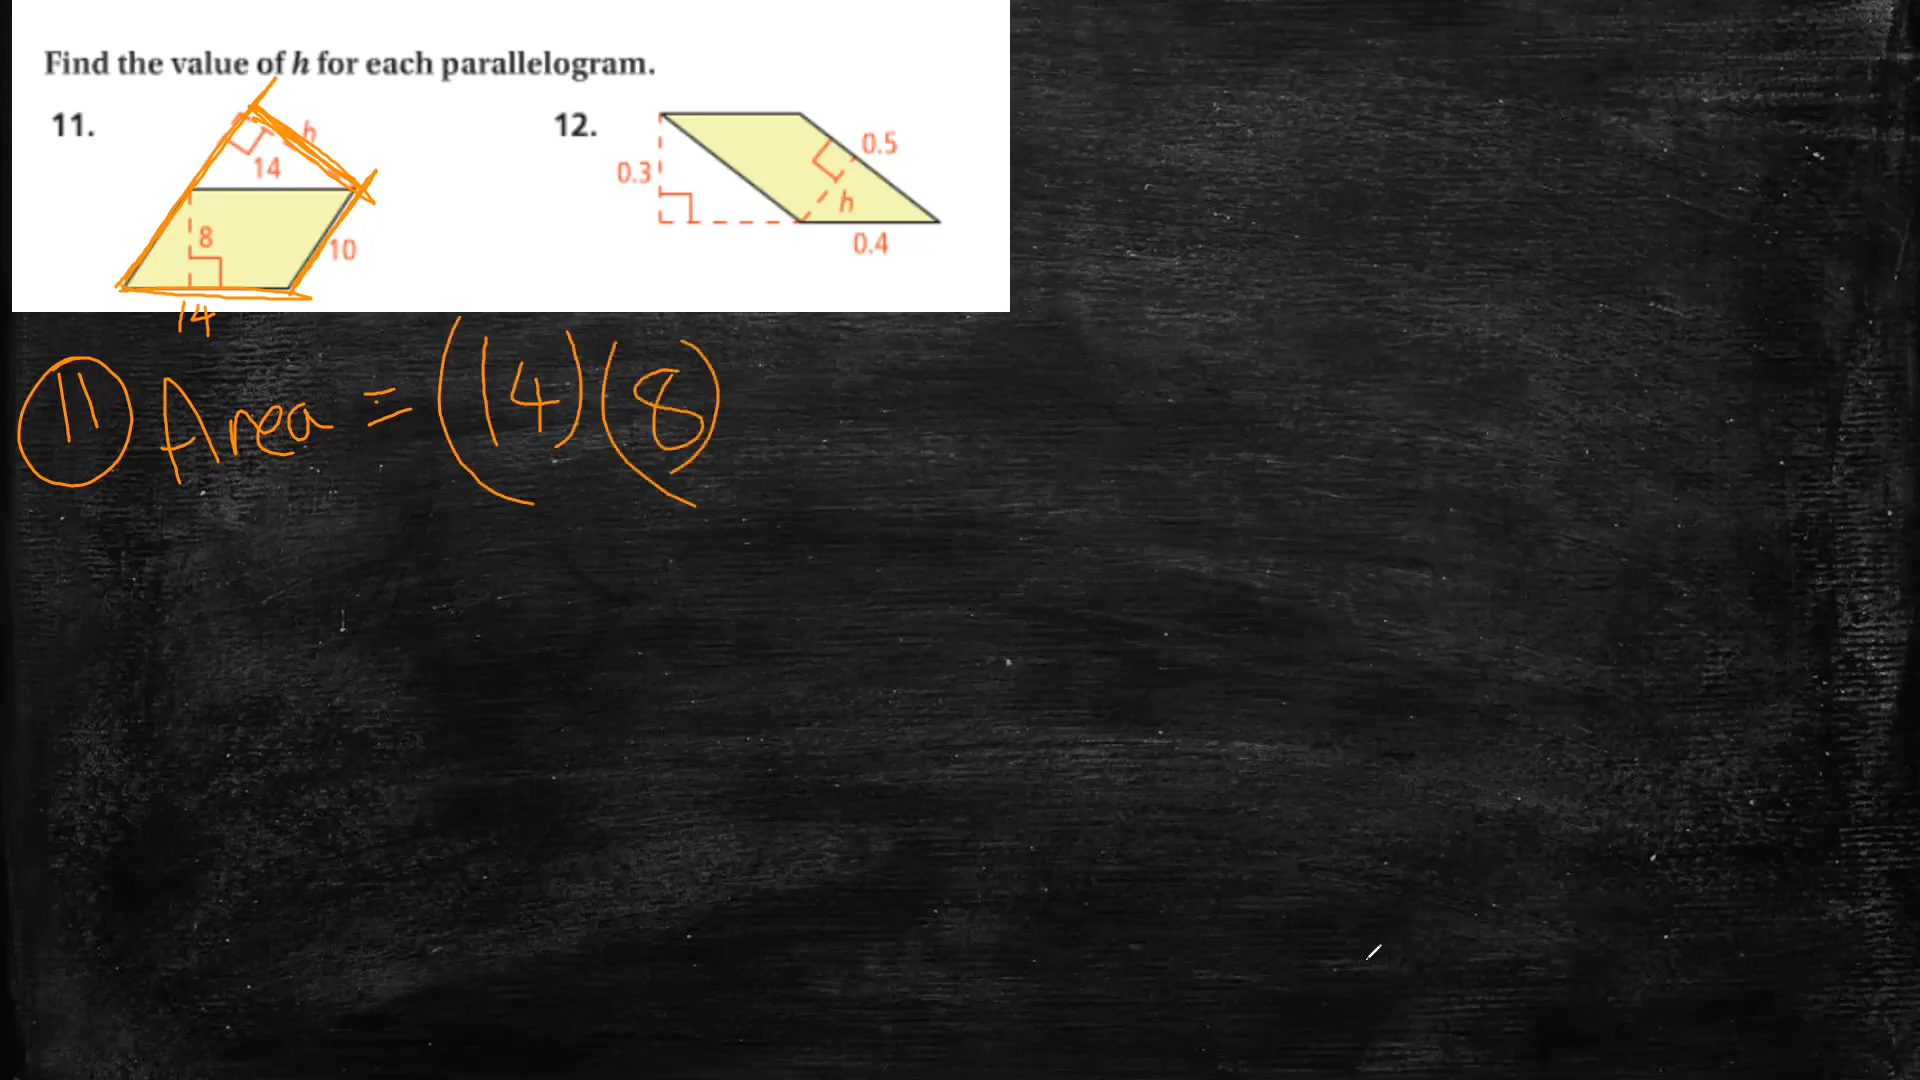 Find the value of h for each parallelogram.
11.
h
14
8
10
14
12.
0.5
0.3
h
0.4
11 Area = (14)(8)